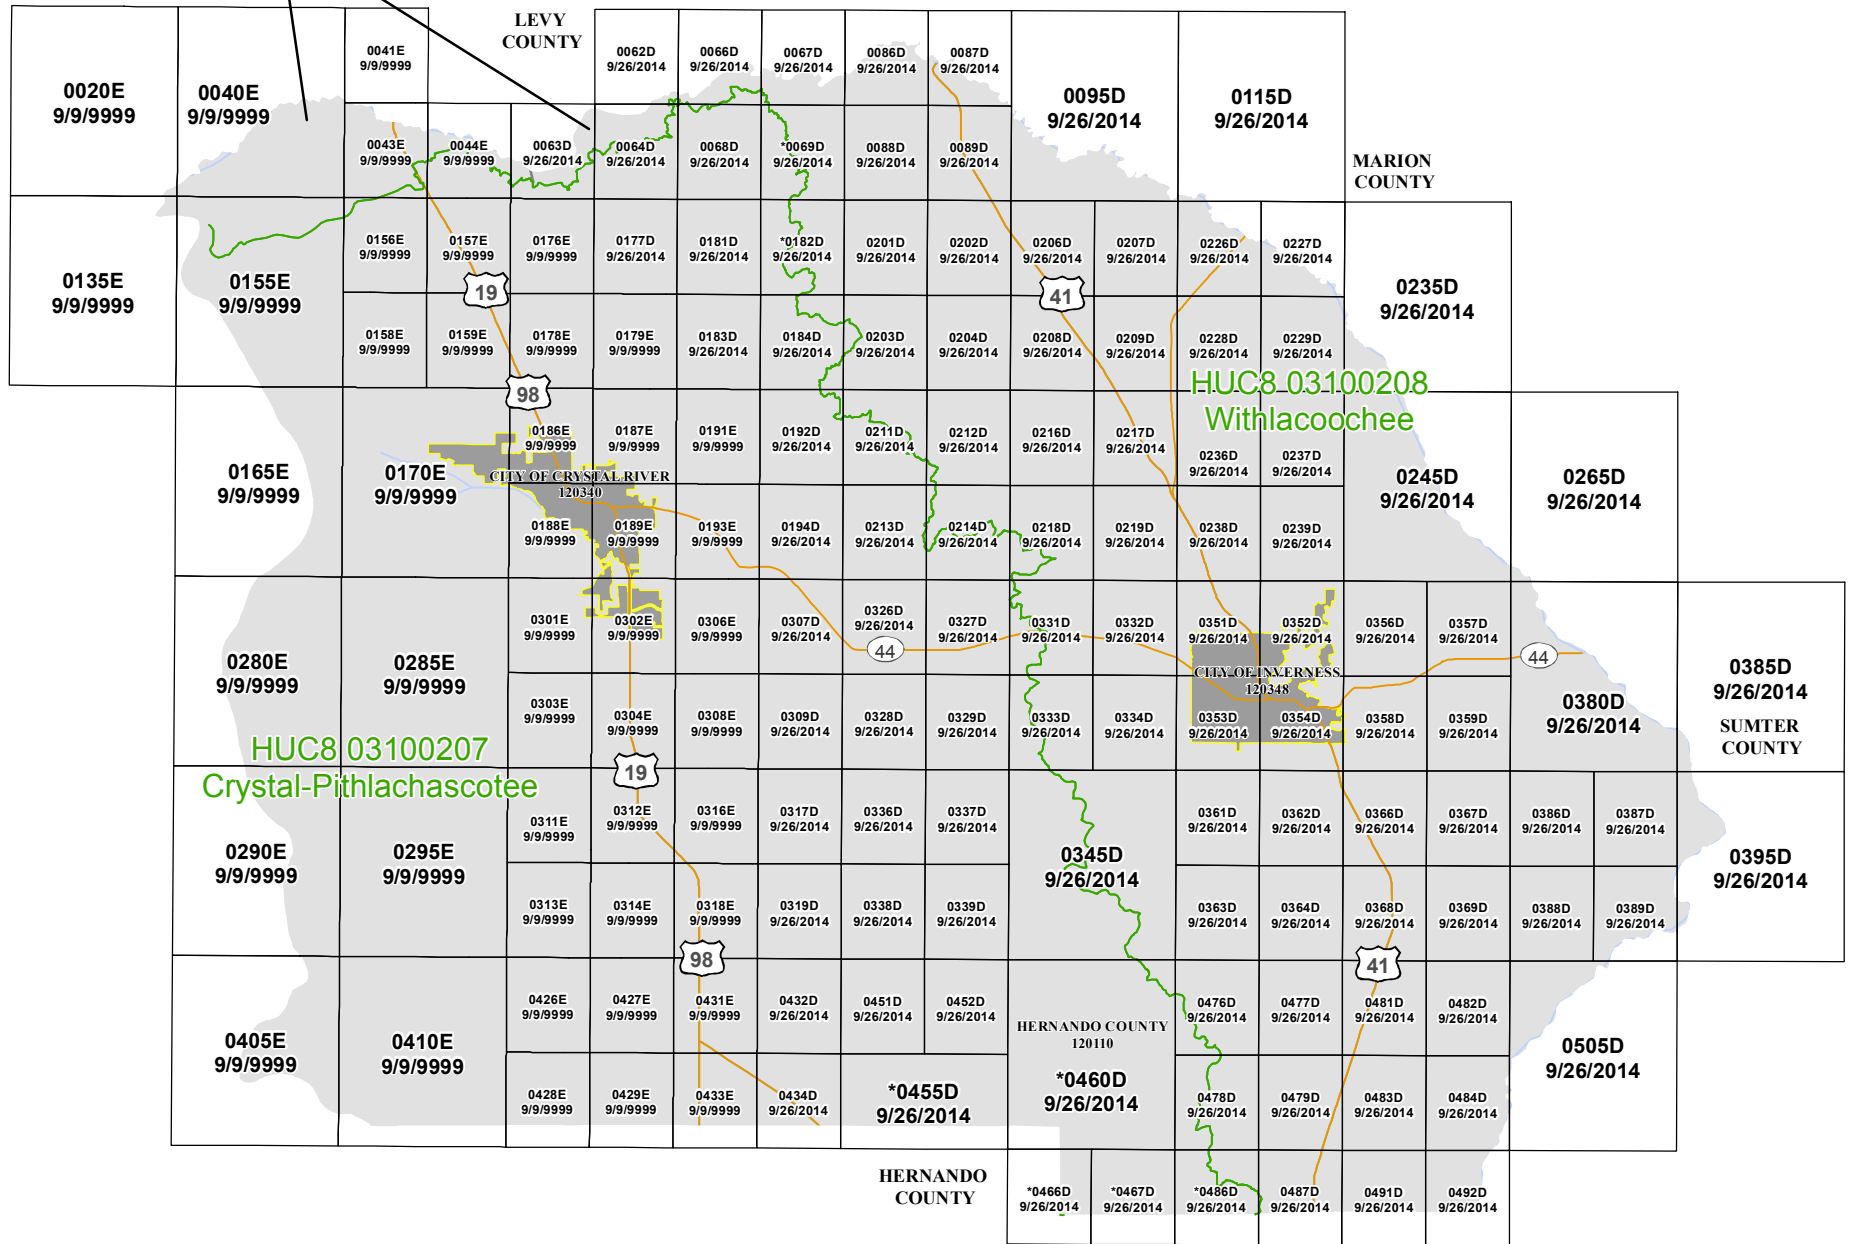 LEVY
COUNTY
0041E
9/9/9999
0062D
9/26/2014
0066D
9/26/2014
0067D
9/26/2014
0086D
9/26/2014
0087D
9/26/2014
0020E
9/9/9999
0040E
9/9/9999
0095D
9/26/2014
0115D
9/26/2014
0043E
9/9/9999
0044E
9/9/9999
0063D
9/26/2014
0064D
9/26/2014
0068D
9/26/2014
*0069D
9/26/2014
0088D
9/26/2014
0089D
9/26/2014
MARION
COUNTY
0156E
9/9/9999
0157E
9/9/9999
0176E
9/9/9999
0177D
9/26/2014
0181D
9/26/2014
*0182D
9/26/2014
0201D
9/26/2014
0202D
9/26/2014
0206D
9/26/2014
0207D
9/26/2014
0226D
9/26/2014
0227D
9/26/2014
0135E
9/9/9999
0155E
9/9/9999
19
41
0235D
9/26/2014
0158E
9/9/9999
0159E
9/9/9999
0178E
9/9/9999
0179E
9/9/9999
0183D
9/26/2014
0184D
9/26/2014
0203D
9/26/2014
0204D
9/26/2014
0208D
9/26/2014
0209D
9/26/2014
0228D
9/26/2014
0229D
9/26/2014
98
HUC8 03100208
Withlacoochee
0186E
9/9/9999
0187E
9/9/9999
0191E
9/9/9999
0192D
9/26/2014
0211D
9/26/2014
0212D
9/26/2014
0216D
9/26/2014
0217D
9/26/2014
0236D
9/26/2014
0237D
9/26/2014
0165E
9/9/9999
0170E
9/9/9999
CITY OF CRYSTAL RIVER
120340
0245D
9/26/2014
0265D
9/26/2014
0188E
9/9/9999
0189E
9/9/9999
0193E
9/9/9999
0194D
9/26/2014
0213D
9/26/2014
0214D
9/26/2014
0218D
9/26/2014
0219D
9/26/2014
0238D
9/26/2014
0239D
9/26/2014
0301E
9/9/9999
0302E
9/9/9999
0306E
9/9/9999
0307D
9/26/2014
0326D
9/26/2014
0327D
9/26/2014
0331D
9/26/2014
0332D
9/26/2014
0351D
9/26/2014
0352D
9/26/2014
0356D
9/26/2014
0357D
9/26/2014
44
44
0280E
9/9/9999
0285E
9/9/9999
CITY OF INVERNESS
120348
0380D
9/26/2014
0385D
9/26/2014
SUMTER
COUNTY
0303E
9/9/9999
0304E
9/9/9999
0308E
9/9/9999
0309D
9/26/2014
0328D
9/26/2014
0329D
9/26/2014
0333D
9/26/2014
0334D
9/26/2014
0353D
9/26/2014
0354D
9/26/2014
0358D
9/26/2014
0359D
9/26/2014
HUC8 03100207
Crystal-Pithlachascotee
19
0311E
9/9/9999
0312E
9/9/9999
0316E
9/9/9999
0317D
9/26/2014
0336D
9/26/2014
0337D
9/26/2014
0361D
9/26/2014
0362D
9/26/2014
0366D
9/26/2014
0367D
9/26/2014
0386D
9/26/2014
0387D
9/26/2014
0290E
9/9/9999
0295E
9/9/9999
0345D
9/26/2014
0395D
9/26/2014
0313E
9/9/9999
0314E
9/9/9999
0318E
9/9/9999
0319D
9/26/2014
0338D
9/26/2014
0339D
9/26/2014
0363D
9/26/2014
0364D
9/26/2014
0368D
9/26/2014
0369D
9/26/2014
0388D
9/26/2014
0389D
9/26/2014
98
41
0426E
9/9/9999
0427E
9/9/9999
0431E
9/9/9999
0432D
9/26/2014
0451D
9/26/2014
0452D
9/26/2014
0476D
9/26/2014
0477D
9/26/2014
0481D
9/26/2014
0482D
9/26/2014
HERNANDO COUNTY
120110
0405E
9/9/9999
0410E
9/9/9999
0505D
9/26/2014
0428E
9/9/9999
0429E
9/9/9999
0433E
9/9/9999
0434D
9/26/2014
*0455D
9/26/2014
*0460D
9/26/2014
0478D
9/26/2014
0479D
9/26/2014
0483D
9/26/2014
0484D
9/26/2014
HERNANDO
COUNTY
*0466D
9/26/2014
*0467D
9/26/2014
*0486D
9/26/2014
0487D
9/26/2014
0491D
9/26/2014
0492D
9/26/2014